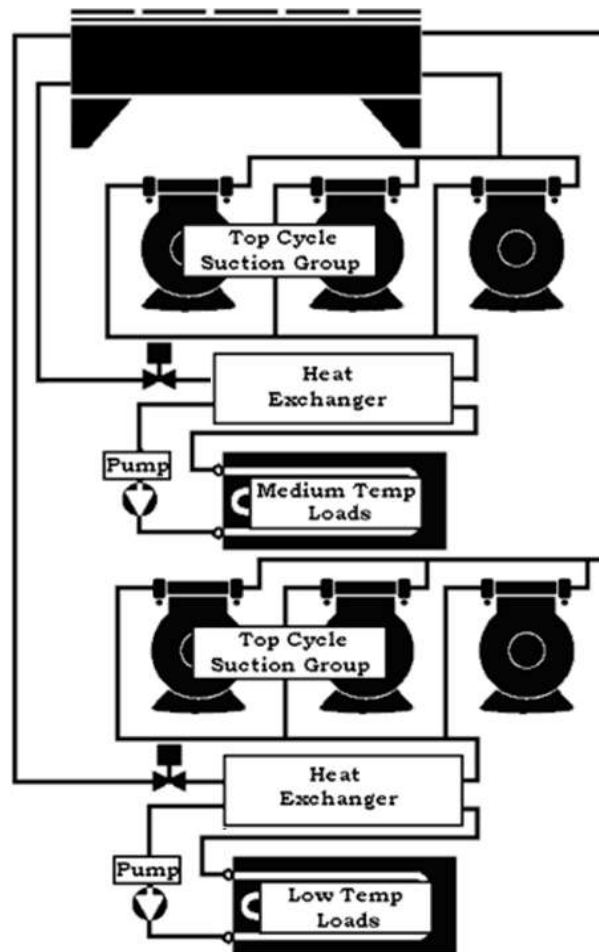 Top Cycle
Suction Group
Heat
Exchanger
Pump
Medium Temp
Loads
Top Cycle
Suction Group
Heat
Exchanger
Pump
Low Temp
Loads